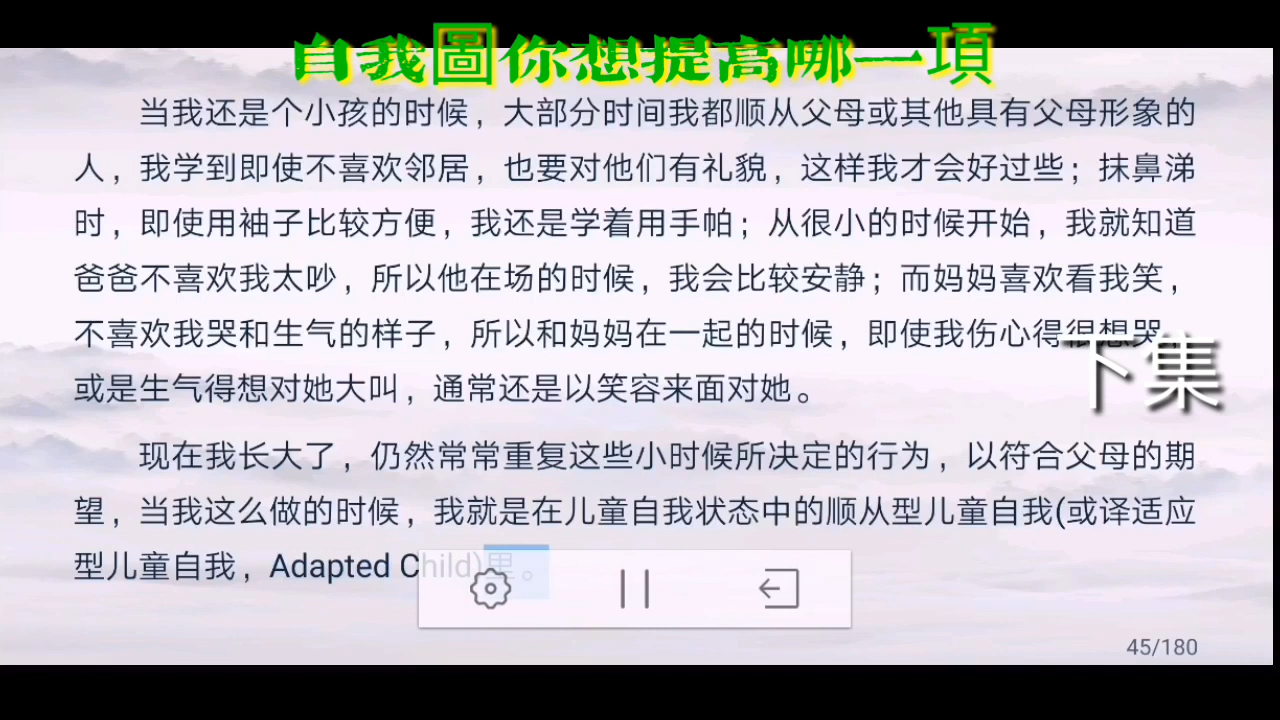 自我圖你想提高哪一項
当我还是个小孩的时候，大部分时间我都顺从父母或其他具有父母形象的
人，我学到即使不喜欢邻居，也要对他们有礼貌，这样我才会好过些；抹鼻涕
时，即使用袖子比较方便，我还是学着用手帕；从很小的时候开始，我就知道
爸爸不喜欢我太吵，所以他在场的时候，我会比较安静；而妈妈喜欢看我笑，
不喜欢我哭和生气的样子，所以和妈妈在一起的时候，即使我伤心得很想哭，
下集
或是生气得想对她大叫，通常还是以笑容来面对她。
现在我长大了，仍然常常重复这些小时候所决定的行为，以符合父母的期
望，当我这么做的时候，我就是在儿童自我状态中的顺从型儿童自我(或译适应
型儿童自我，Adapted Child)里。
45/180